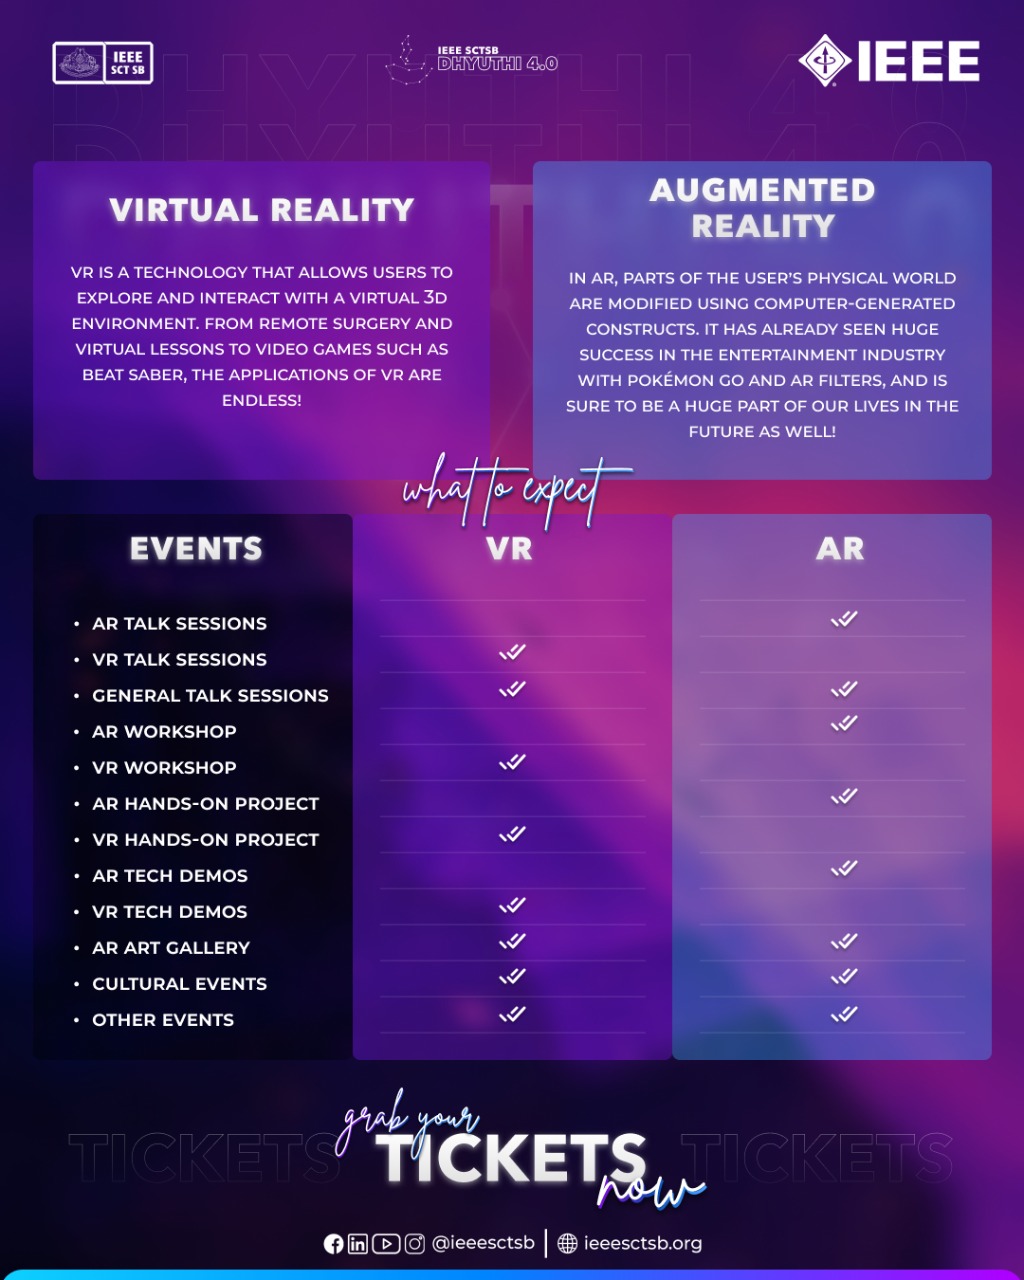 IEEE
SCT SB
IEEE SCTSB
DHYUTHI 4.0
IEEE
DHYUTHI 4.0
DHYUTHI 4.0
VIRTUAL REALITY
VR IS A TECHNOLOGY THAT ALLOWS USERS TO
EXPLORE AND INTERACT WITH A VIRTUAL 3D
ENVIRONMENT. FROM REMOTE SURGERY AND
VIRTUAL LESSONS TO VIDEO GAMES SUCH AS
BEAT SABER, THE APPLICATIONS OF VR ARE
ENDLESS!
AUGMENTED
REALITY
IN AR, PARTS OF THE USER'S PHYSICAL WORLD
ARE MODIFIED USING COMPUTER-GENERATED
CONSTRUCTS. IT HAS ALREADY SEEN HUGE
SUCCESS IN THE ENTERTAINMENT INDUSTRY
WITH POKÉMON GO AND AR FILTERS, AND IS
SURE TO BE A HUGE PART OF OUR LIVES IN THE
FUTURE AS WELL!
what to expect
EVENTS VR AR
• AR TALK SESSIONS
• VR TALK SESSIONS
• GENERAL TALK SESSIONS
• AR WORKSHOP
• VR WORKSHOP
• AR HANDS-ON PROJECT
• VR HANDS-ON PROJECT
• AR TECH DEMOS
• VR TECH DEMOS
• AR ART GALLERY
• CULTURAL EVENTS
• OTHER EVENTS
grab your
TICKETS TICKETS TICKETS
now
@ieeesctsb | ieeesctsb.org